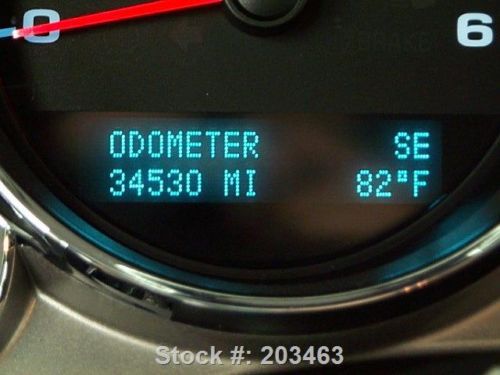 0
6
ODOMETER SE
34530 MI 82°F
Stock #: 203463